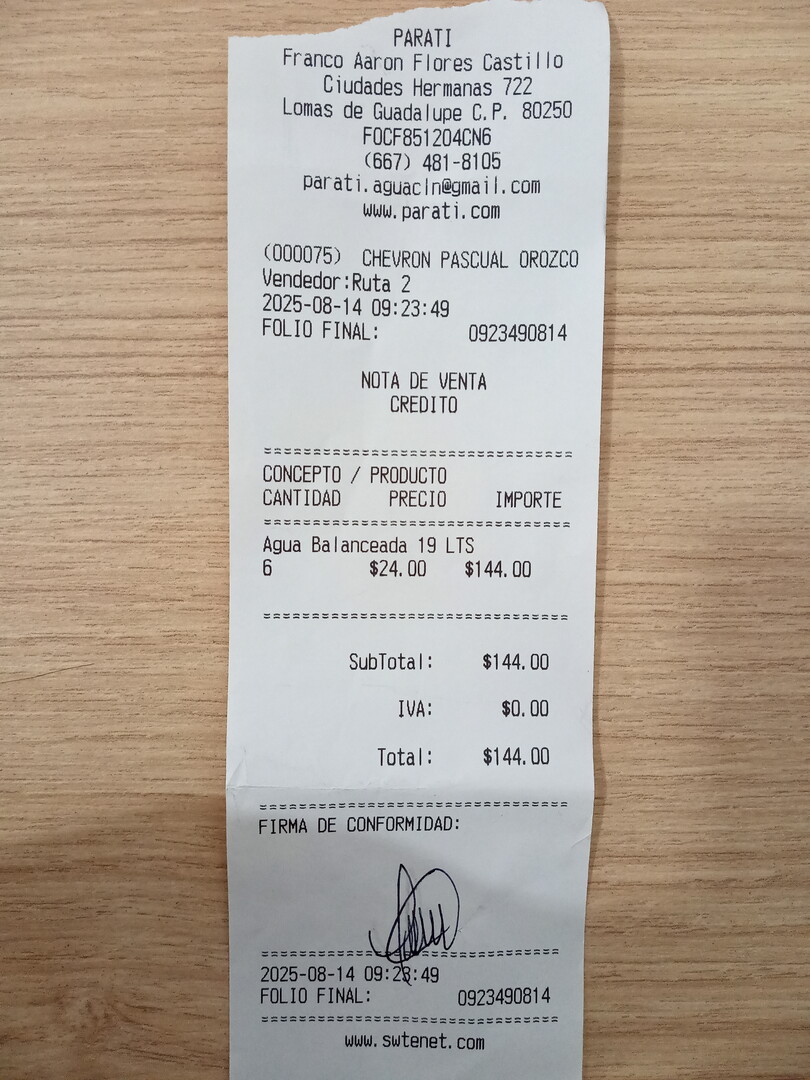 PARATI
Franco Aaron Flores Castillo
Ciudades Hermanas 722
Lomas de Guadalupe C.P. 80250
FOCF851204CN6
(667) 481-8105
parati.aguacln@gmail.com
www.parati.com
(000075) CHEVRON PASCUAL OROZCO
Vendedor:Ruta 2
2025-08-14 09:23:49
FOLIO FINAL: 0923490814
NOTA DE VENTA
CREDITO
================================
CONCEPTO / PRODUCTO
CANTIDAD PRECIO IMPORTE
================================
Agua Balanceada 19 LTS
6 $24.00 $144.00
================================
SubTotal: $144.00
IVA: $0.00
Total: $144.00
================================
FIRMA DE CONFORMIDAD:
================================
2025-08-14 09:23:49
FOLIO FINAL: 0923490814
================================
www.swtenet.com